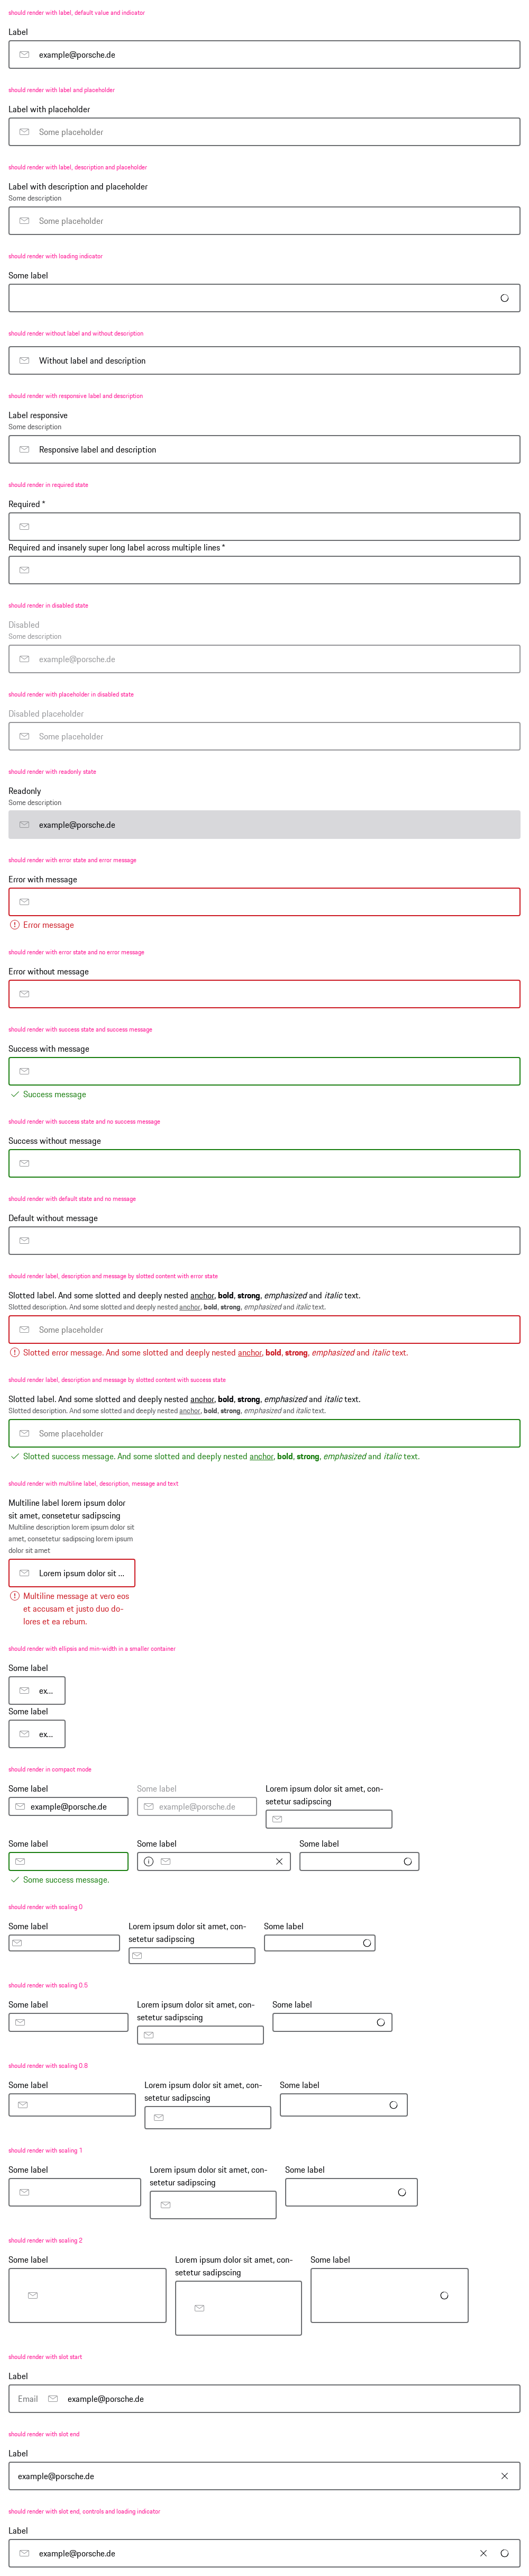 should render with label, default value and indicator
Label
example@porsche.de
should render with label and placeholder
Label with placeholder
Some placeholder
should render with label, description and placeholder
Label with description and placeholder
Some description
Some placeholder
should render with loading indicator
Some label
should render without label and without description
Without label and description
should render with responsive label and description
Label responsive
Some description
Responsive label and description
should render in required state
Required *
Required and insanely super long label across multiple lines *
should render in disabled state
Disabled
Some description
example@porsche.de
should render with placeholder in disabled state
Disabled placeholder
Some placeholder
should render with readonly state
Readonly
Some description
example@porsche.de
should render with error state and error message
Error with message
Error message
should render with error state and no error message
Error without message
should render with success state and success message
Success with message
Success message
should render with success state and no success message
Success without message
should render with default state and no message
Default without message
should render label, description and message by slotted content with error state
Slotted label. And some slotted and deeply nested anchor, bold, strong, emphasized and italic text.
Slotted description. And some slotted and deeply nested anchor, bold, strong, emphasized and italic text.
Some placeholder
Slotted error message. And some slotted and deeply nested anchor, bold, strong, emphasized and italic text.
should render label, description and message by slotted content with success state
Slotted label. And some slotted and deeply nested anchor, bold, strong, emphasized and italic text.
Slotted description. And some slotted and deeply nested anchor, bold, strong, emphasized and italic text.
Some placeholder
Slotted success message. And some slotted and deeply nested anchor, bold, strong, emphasized and italic text.
should render with multiline label, description, message and text
Multiline label lorem ipsum dolor
sit amet, consetetur sadipscing
Multiline description lorem ipsum dolor sit
amet, consetetur sadipscing lorem ipsum
dolor sit amet
Lorem ipsum dolor sit ...
Multiline message at vero eos
et accusam et justo duo do-
lores et ea rebum.
should render with ellipsis and min-width in a smaller container
Some label
ex...
Some label
ex...
should render in compact mode
Some label
example@porsche.de
Some label
example@porsche.de
Lorem ipsum dolor sit amet, con-
setetur sadipscing
Some label
Some success message.
Some label
Some label
should render with scaling 0
Some label
Lorem ipsum dolor sit amet, con-
setetur sadipscing
Some label
should render with scaling 0.5
Some label
Lorem ipsum dolor sit amet, con-
setetur sadipscing
Some label
should render with scaling 0.8
Some label
Lorem ipsum dolor sit amet, con-
setetur sadipscing
Some label
should render with scaling 1
Some label
Lorem ipsum dolor sit amet, con-
setetur sadipscing
Some label
should render with scaling 2
Some label
Lorem ipsum dolor sit amet, con-
setetur sadipscing
Some label
should render with slot start
Label
Email example@porsche.de
should render with slot end
Label
example@porsche.de
should render with slot end, controls and loading indicator
Label
example@porsche.de